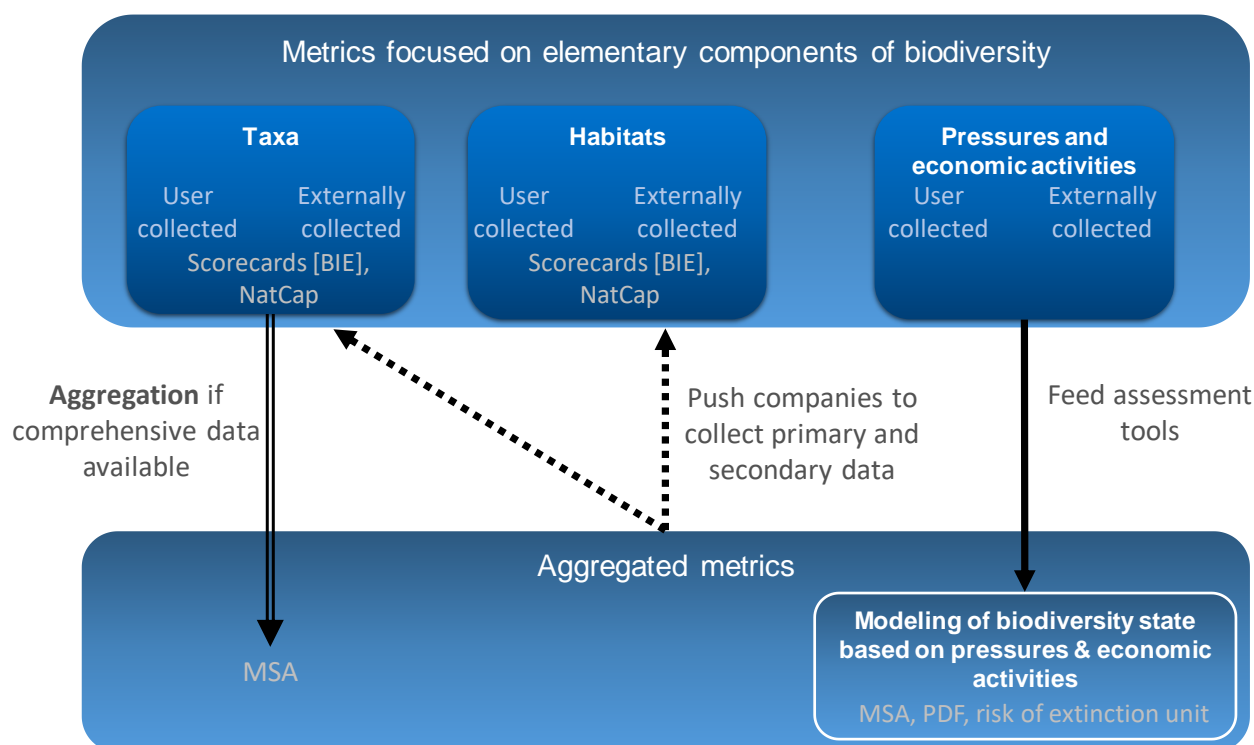 Metrics focused on elementary components of biodiversity
Taxa
User collected
Externally collected
Scorecards [BIE],
NatCap
Habitats
User collected
Externally collected
Scorecards [BIE],
NatCap
Pressures and
economic activities
User collected
Externally collected
Aggregation if
comprehensive data
available
Push companies to
collect primary and
secondary data
Feed assessment
tools
Aggregated metrics
MSA
Modeling of biodiversity state
based on pressures & economic
activities
MSA, PDF, risk of extinction unit